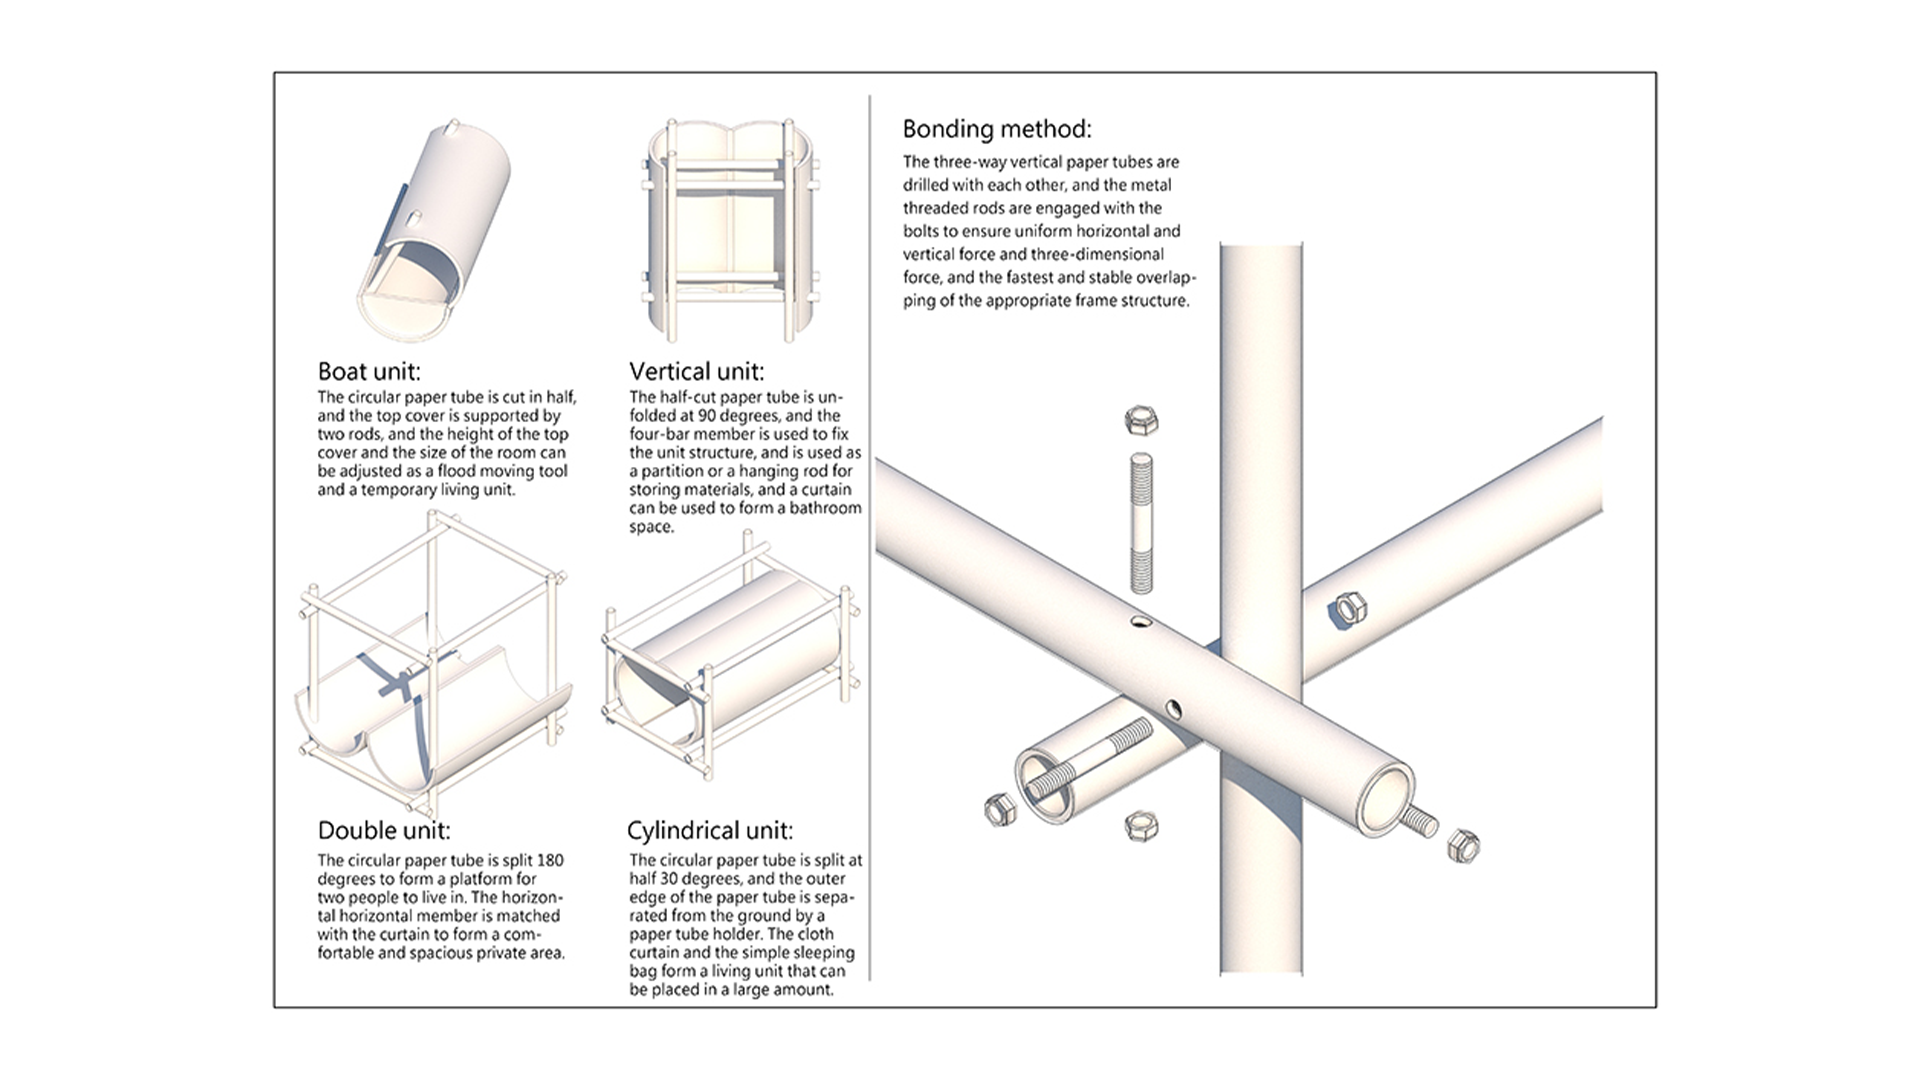 Boat unit:
The circular paper tube is cut in half,
and the top cover is supported by
two rods, and the height of the top
cover and the size of the room can
be adjusted as a flood moving tool
and a temporary living unit.
Vertical unit:
The half-cut paper tube is un-
folded at 90 degrees, and the
four-bar member is used to fix
the unit structure, and is used as
a partition or a hanging rod for
storing materials, and a curtain
can be used to form a bathroom
space.
Double unit:
The circular paper tube is split 180
degrees to form a platform for
two people to live in. The horizon-
tal horizontal member is matched
with the curtain to form a com-
fortable and spacious private area.
Cylindrical unit:
The circular paper tube is split at
half 30 degrees, and the outer
edge of the paper tube is sepa-
rated from the ground by a
paper tube holder. The cloth
curtain and the simple sleeping
bag form a living unit that can
be placed in a large amount.
Bonding method:
The three-way vertical paper tubes are
drilled with each other, and the metal
threaded rods are engaged with the
bolts to ensure uniform horizontal and
vertical force and three-dimensional
force, and the fastest and stable overlap-
ping of the appropriate frame structure.